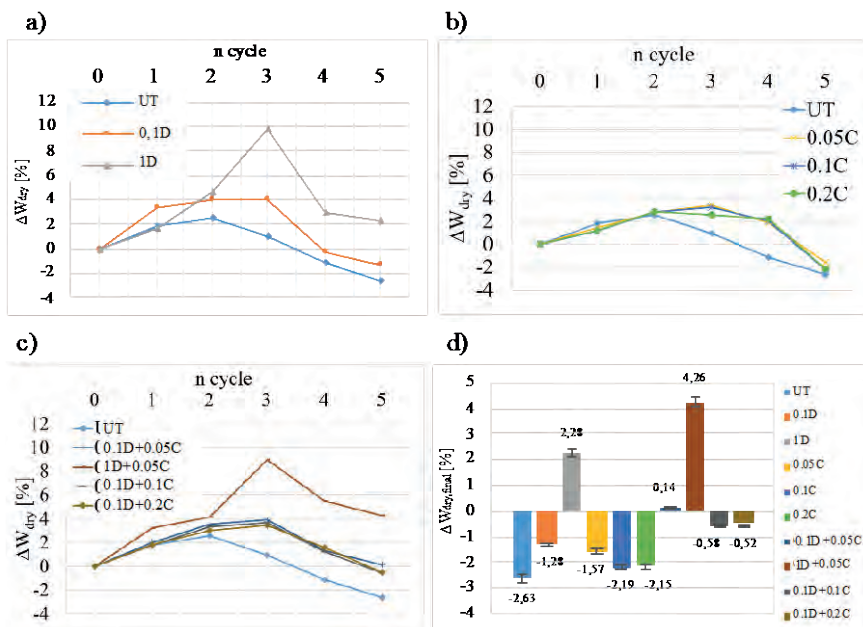 a)
n cycle
0 1 2 3 4 5
12
10
8
6
4
2
0
-2
-4
ΔWdry [%]
UT
0,1D
1D
b)
n cycle
0 1 2 3 4 5
12
10
8
6
4
2
0
-2
-4
ΔWdry [%]
UT
0.05C
0.1C
0.2C
c)
n cycle
0 1 2 3 4 5
12
10
8
6
4
2
0
-2
-4
ΔWdry [%]
(UT
(0.1D+0.05C
(1D+0.05C
(0.1D+0.1C
(0.1D+0.2C
d)
5
4
3
2
1
0
-1
-2
-3
-4
ΔWdry,final [%]
-2,63
-1,28
2,28
-1,57
-2,19
-2,15
0,14
4,26
-0,58
-0,52
UT
0.1D
1D
0.05C
0.1C
0.2C
0.1D+0.05C
1D+0.05C
0.1D+0.1C
0.1D+0.2C